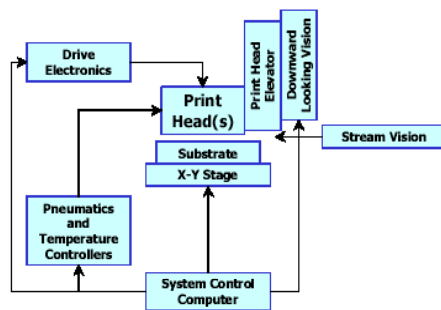 Drive
Electronics
Print
Head(s)
Print Head
Elevator
Downward
Looking Vision
Stream Vision
Substrate
X-Y Stage
Pneumatics
and
Temperature
Controllers
System Control
Computer